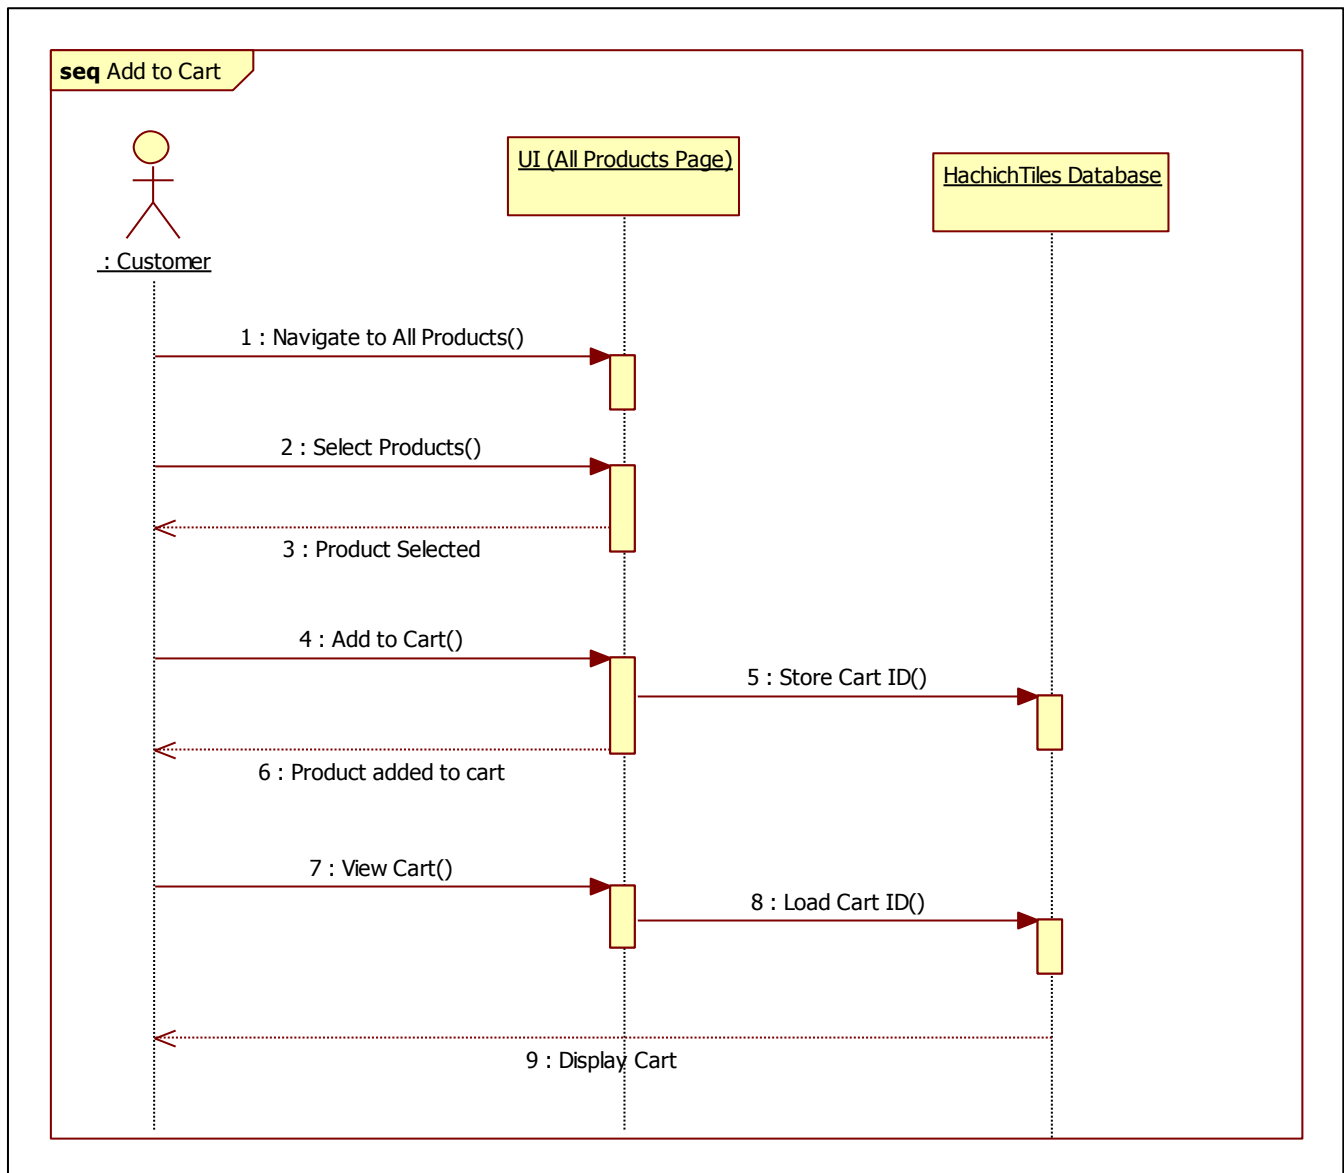 seq Add to Cart
UI (All Products Page)
HachichTiles Database
: Customer
1 : Navigate to All Products()
2 : Select Products()
3 : Product Selected
4 : Add to Cart()
5 : Store Cart ID()
6 : Product added to cart
7 : View Cart()
8 : Load Cart ID()
9 : Display Cart